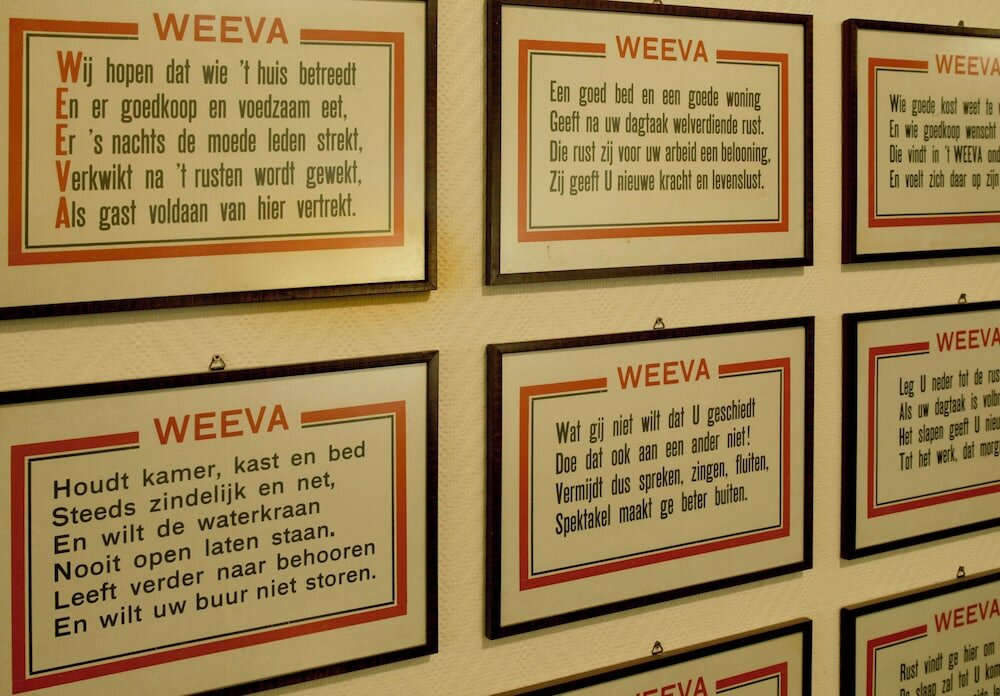 WEEVA
Wij hopen dat wie 't huis betreedt
En er goedkoop en voedzaam eet,
Er 's nachts de moede leden strekt,
Verkwikt na 't rusten wordt gewekt,
Als gast voldaan van hier vertrekt.
WEEVA
Een goed bed en een goede woning
Geeft na uw dagtaak welverdiende rust.
Die rust zij voor uw arbeid een belooning,
Zij geeft U nieuwe kracht en levenslust.
WEEVA
Wie goede kost weet te
En wie goedkoop wenscht
Die vindt in 't WEEVA
En voelt zich daar op zijn
WEEVA
Houdt kamer, kast en bed
Steeds zindelijk en net,
En wilt de waterkraan
Nooit open laten staan.
Leeft verder naar behooren
En wilt uw buur niet storen.
WEEVA
Wat gij niet wilt dat U geschiedt
Doe dat ook aan een ander niet!
Vermijdt dus spreken, zingen, fluiten,
Spektakel maakt ge beter buiten.
WEEVA
Leg U neder tot de
Als uw dagtaak is
Het slapen geeft U
Tot het werk, dat
WEEVA
WEEVA
Rust vindt ge hier om
De slaap zal tot U